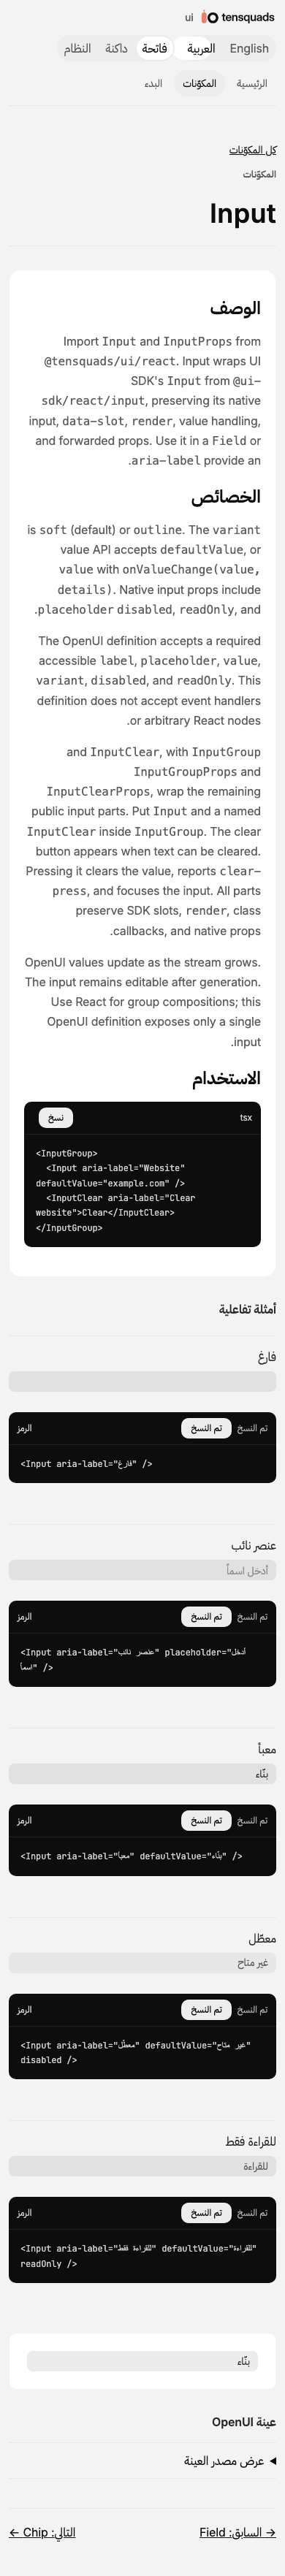 tensquads ui
English العربية فاتحة داكنة النظام
الرئيسية المكوّنات البدء
كل المكوّنات
المكوّنات
Input
الوصف
Import Input and InputProps from
@tensquads/ui/react. Input wraps UI
SDK's Input from @ui-
sdk/react/input, preserving its native
input, data-slot, render, value handling,
and forwarded props. Use it in a Field or
provide an aria-label.
الخصائص
variant is soft (default) or outline. The
value API accepts defaultValue, or
value with onValueChange(value,
details). Native input props include
disabled, readOnly, and placeholder.
The OpenUI definition accepts a required
accessible label, placeholder, value,
variant, disabled, and readOnly. This
definition does not accept event handlers
or arbitrary React nodes.
InputGroup and InputClear, with
InputGroupProps and
InputClearProps, wrap the remaining
public input parts. Put Input and a named
InputClear inside InputGroup. The clear
button appears when text can be cleared.
Pressing it clears the value, reports clear-
press, and focuses the input. All parts
preserve SDK slots, render, class
callbacks, and native props.
OpenUI values update as the stream grows.
The input remains editable after generation.
Use React for group compositions; this
OpenUI definition exposes only a single
input.
الاستخدام
tsx نسخ
<InputGroup>
<Input aria-label="Website"
defaultValue="example.com" />
<InputClear aria-label="Clear
website">Clear</InputClear>
</InputGroup>
أمثلة تفاعلية
فارغ
تم النسخ تم النسخ الرمز
<Input aria-label="فارغ" />
عنصر نائب
أدخل اسماً
تم النسخ تم النسخ الرمز
<Input aria-label="عنصر نائب" placeholder="أدخل
اسماً" />
معبأ
بنّاء
تم النسخ تم النسخ الرمز
<Input aria-label="معبأ" defaultValue="بنّاء" />
معطّل
غير متاح
تم النسخ تم النسخ الرمز
<Input aria-label="معطّل" defaultValue="غير متاح"
disabled />
للقراءة فقط
للقراءة
تم النسخ تم النسخ الرمز
<Input aria-label="للقراءة فقط" defaultValue="للقراءة"
readOnly />
بنّاء
عينة OpenUI
عرض مصدر العينة
→ السابق: Field
التالي: Chip ←